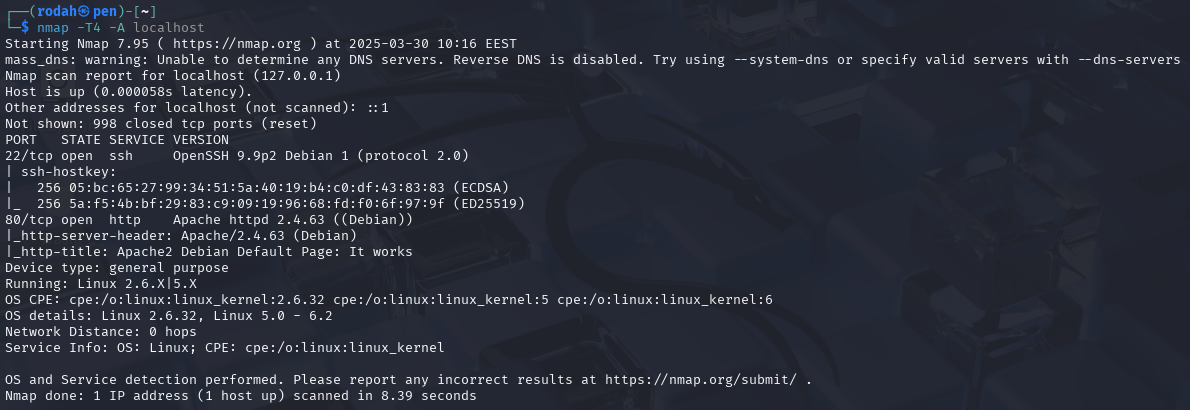 ┌──(rodah㉿pen)-[~]
└─$ nmap -T4 -A localhost
Starting Nmap 7.95 ( https://nmap.org ) at 2025-03-30 10:16 EEST
mass_dns: warning: Unable to determine any DNS servers. Reverse DNS is disabled. Try using --system-dns or specify valid servers with --dns-servers
Nmap scan report for localhost (127.0.0.1)
Host is up (0.000058s latency).
Other addresses for localhost (not scanned): ::1
Not shown: 998 closed tcp ports (reset)
PORT   STATE SERVICE VERSION
22/tcp open  ssh     OpenSSH 9.9p2 Debian 1 (protocol 2.0)
| ssh-hostkey:
|   256 05:bc:65:27:99:34:51:5a:40:19:b4:c0:df:43:83:83 (ECDSA)
|_  256 5a:f5:4b:bf:29:83:c9:09:19:96:68:fd:f0:6f:97:9f (ED25519)
80/tcp open  http    Apache httpd 2.4.63 ((Debian))
|_http-server-header: Apache/2.4.63 (Debian)
|_http-title: Apache2 Debian Default Page: It works
Device type: general purpose
Running: Linux 2.6.X|5.X
OS CPE: cpe:/o:linux:linux_kernel:2.6.32 cpe:/o:linux:linux_kernel:5 cpe:/o:linux:linux_kernel:6
OS details: Linux 2.6.32, Linux 5.0 - 6.2
Network Distance: 0 hops
Service Info: OS: Linux; CPE: cpe:/o:linux:linux_kernel

OS and Service detection performed. Please report any incorrect results at https://nmap.org/submit/ .
Nmap done: 1 IP address (1 host up) scanned in 8.39 seconds